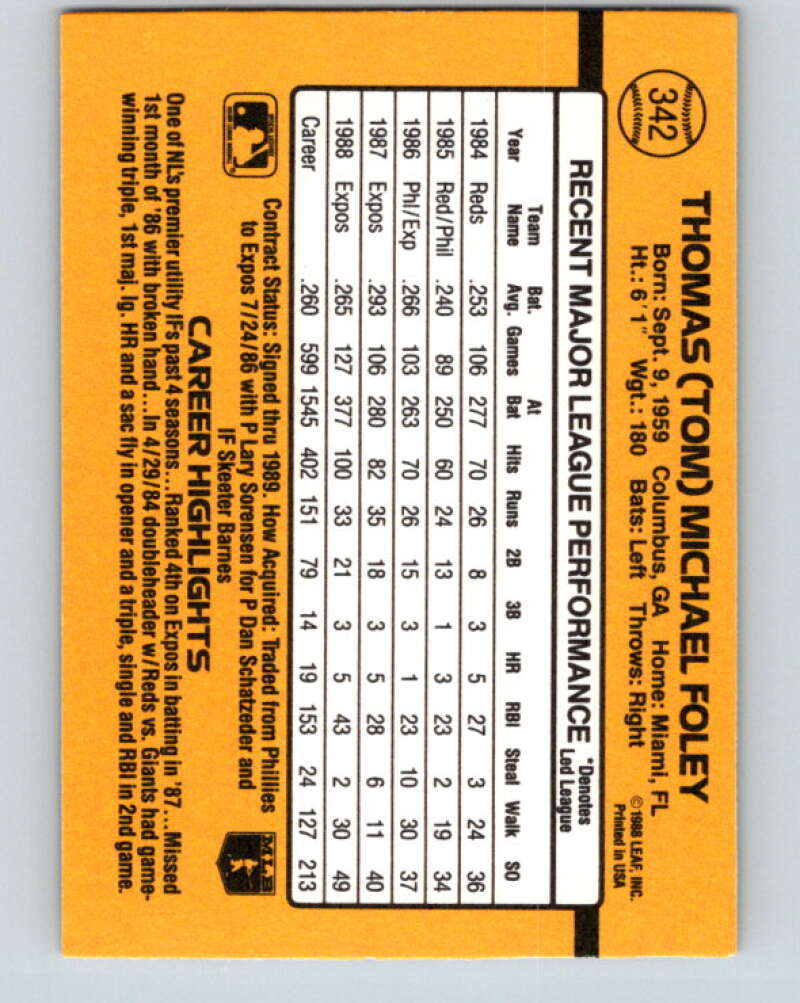 342
THOMAS (TOM) MICHAEL FOLEY
Born: Sept. 9, 1959 Columbus, GA Home: Miami, FL
Ht.: 6'1" Wgt.: 180 Bats: Left Throws: Right
©1988 LEAF, INC.
Printed in USA
RECENT MAJOR LEAGUE PERFORMANCE *Denotes Led League
Year Team Name Bat. Avg. Games At Bat Hits Runs 2B 3B HR RBI Steal Walk SO
1984 Reds .253 106 277 70 26 8 3 5 27 3 24 36
1985 Red/Phil .240 89 250 60 24 13 1 3 23 2 19 34
1986 Phl/Exp .266 103 263 70 26 15 3 1 23 10 30 37
1987 Expos .293 106 280 82 35 18 3 5 28 6 11 40
1988 Expos .265 127 377 100 33 21 3 5 43 2 30 49
Career .260 599 1545 402 151 79 14 19 153 24 127 213
Contract Status: Signed thru 1989. How Acquired: Traded from Phillies
to Expos 7/24/86 with P Lary Sorensen for P Dan Schatzeder and
IF Skeeter Barnes
MLB
CAREER HIGHLIGHTS
One of NL's premier utility IFs past 4 seasons...Ranked 4th on Expos in batting in '87...Missed
1st month of '86 with broken hand...In 4/29/84 doubleheader w/Reds vs. Giants had game-
winning triple, 1st maj. lg. HR and a sac fly in opener and a triple, single and RBI in 2nd game.